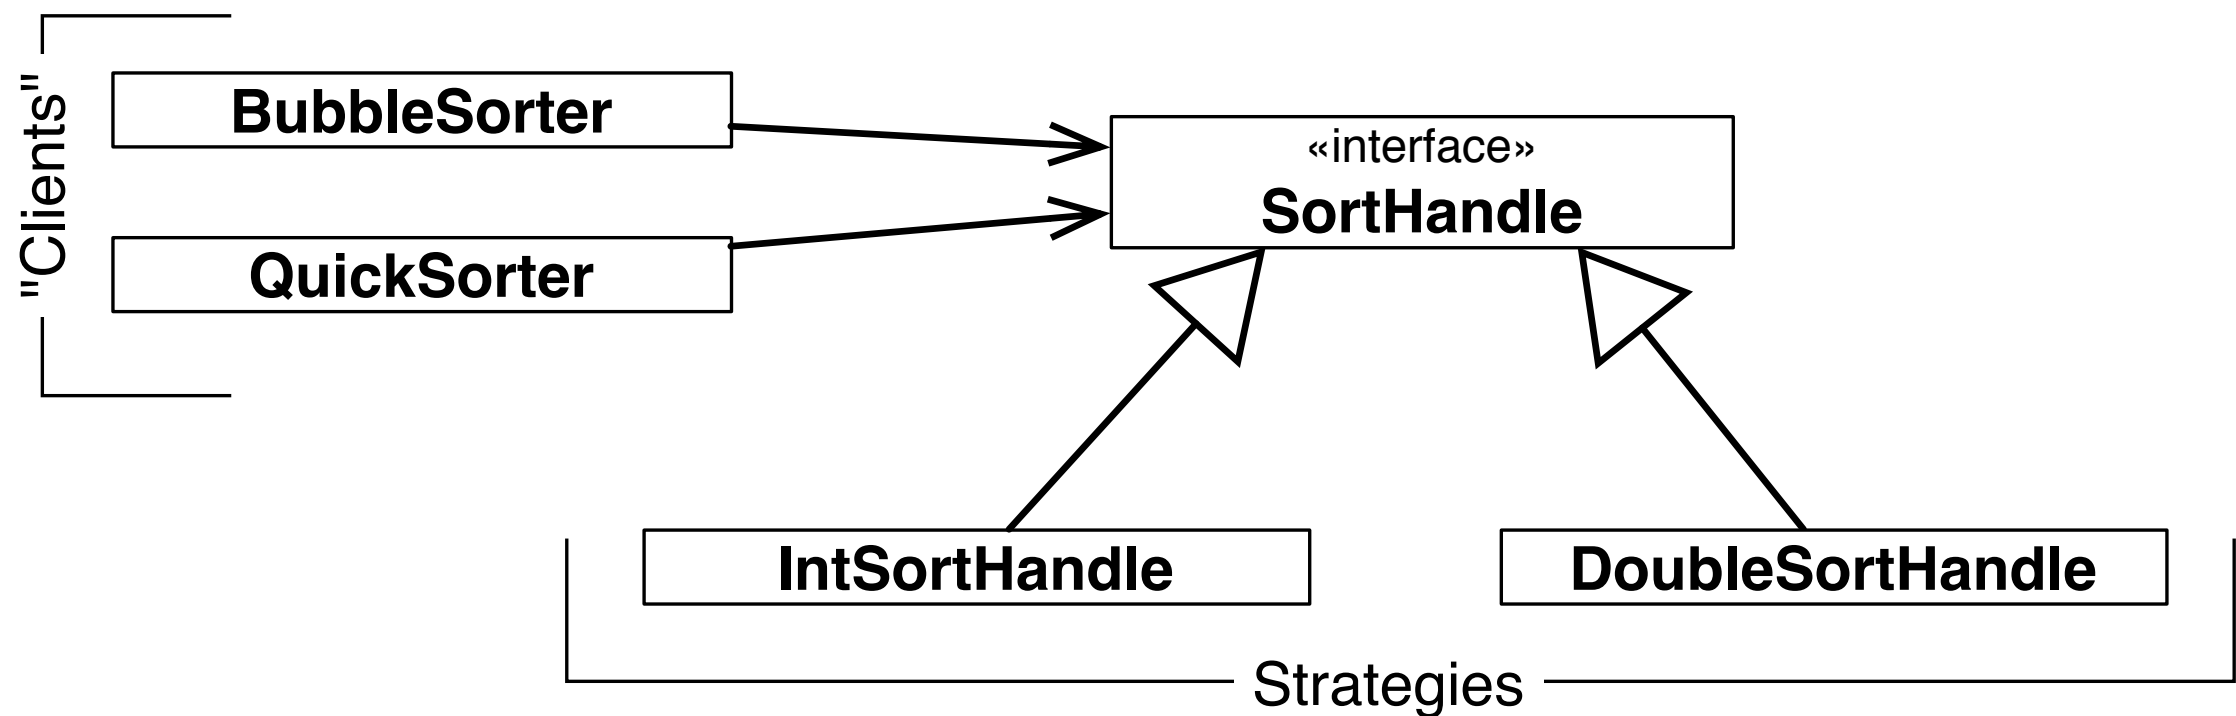 "Clients"
BubbleSorter
QuickSorter
«interface»
SortHandle
IntSortHandle
DoubleSortHandle
Strategies